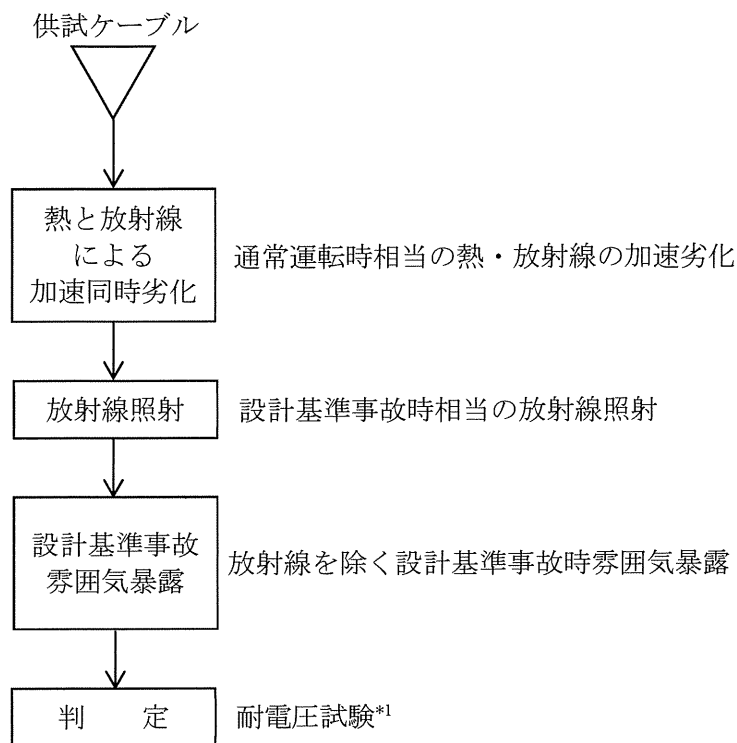 供試ケーブル
熱と放射線
による
加速同時劣化
通常運転時相当の熱・放射線の加速劣化
放射線照射
設計基準事故時相当の放射線照射
設計基準事故
雰囲気暴露
放射線を除く設計基準事故時雰囲気暴露
判　　定
耐電圧試験*1